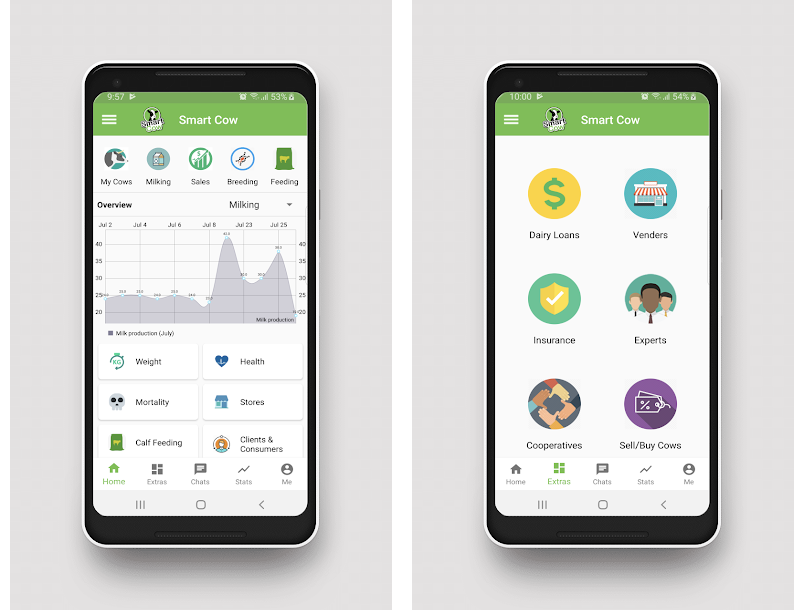 9:57
53%
Smart Cow
My Cows Milking Sales Breeding Feeding
Overview Milking
Jul 2 Jul 4 Jul 6 Jul 8 Jul 23 Jul 25
40 40
35 35
30 30
25 25
20 20
Milk production
Milk production (July)
KG Weight Health
Mortality Stores
Calf Feeding Clients &
Consumers
Home Extras Chats Stats Me
10:00
54%
Smart Cow
$
Dairy Loans Venders
Insurance Experts
%
Cooperatives Sell/Buy Cows
Home Extras Chats Stats Me